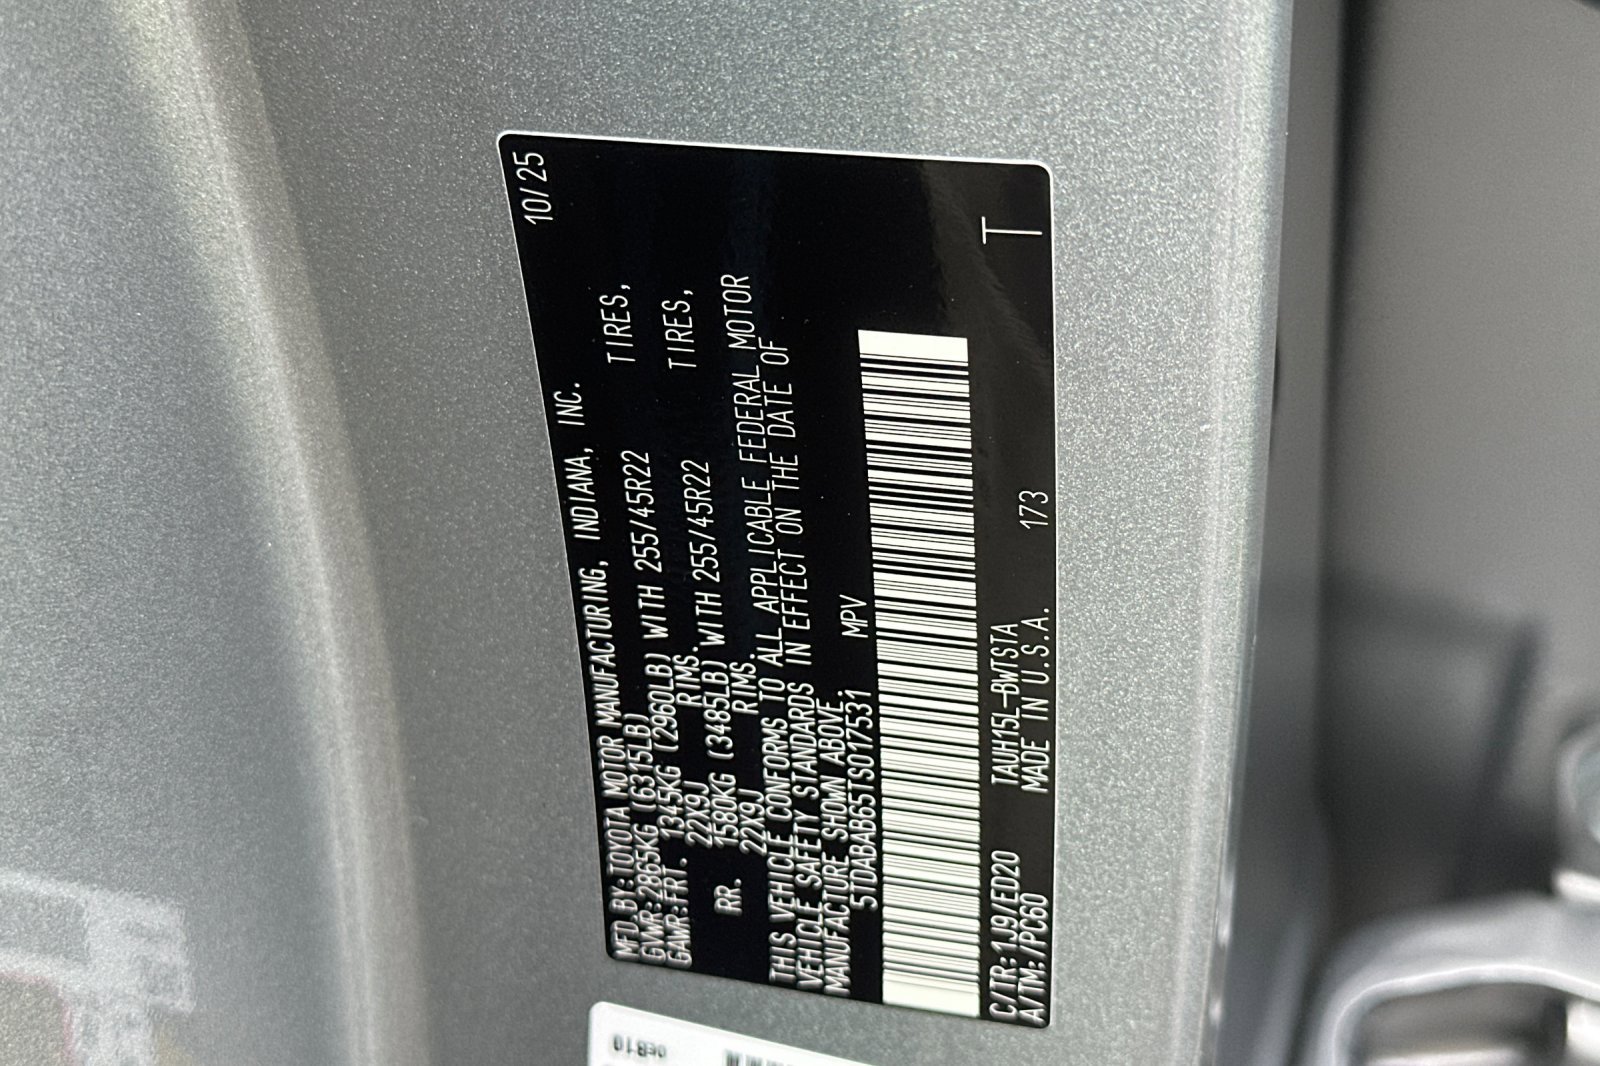 10/25
MFD.BY:TOYOTA MOTOR MANUFACTURING, INDIANA, INC.
GVWR:2865KG (6315LB)
GAWR:FRT. 1345KG (2960LB) WITH 255/45R22 TIRES,
22X9J RIMS.
RR. 1580KG (3485LB) WITH 255/45R22 TIRES,
22X9J RIMS.
THIS VEHICLE CONFORMS TO ALL APPLICABLE FEDERAL MOTOR
VEHICLE SAFETY STANDARDS IN EFFECT ON THE DATE OF
MANUFACTURE SHOWN ABOVE.
5TDABAB65TS017531 MPV
C/TR:1J9/ED20 TAUH15L-BWTSTA T
A/TM:/PC60 MADE IN U.S.A. 173